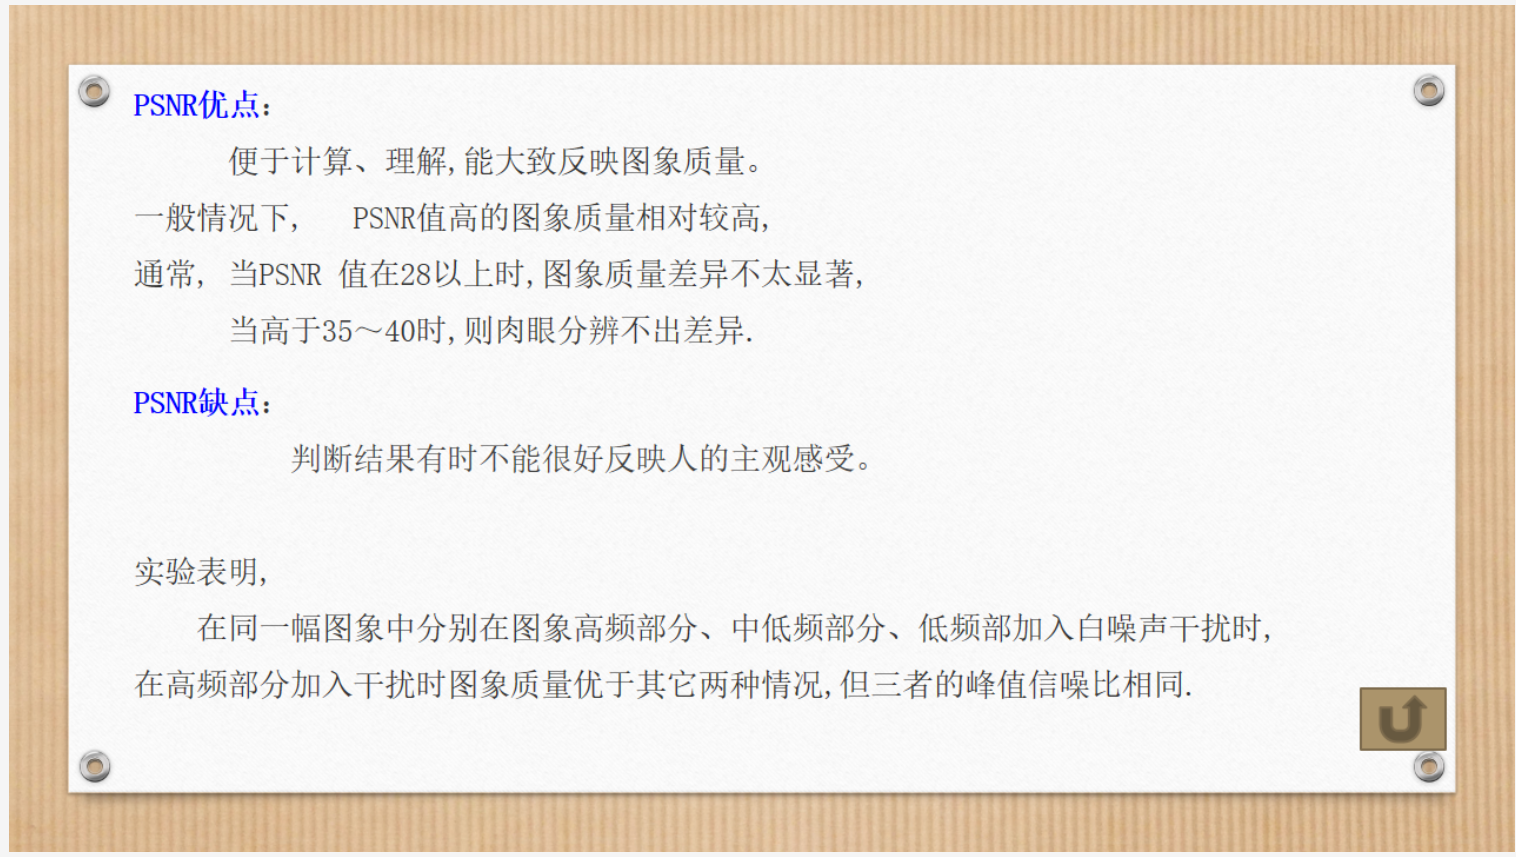 PSNR优点：
便于计算、理解,能大致反映图象质量。
一般情况下, PSNR值高的图象质量相对较高,
通常, 当PSNR 值在28以上时,图象质量差异不太显著,
当高于35～40时,则肉眼分辨不出差异.
PSNR缺点：
判断结果有时不能很好反映人的主观感受。
实验表明,
在同一幅图象中分别在图象高频部分、中低频部分、低频部加入白噪声干扰时,
在高频部分加入干扰时图象质量优于其它两种情况,但三者的峰值信噪比相同.